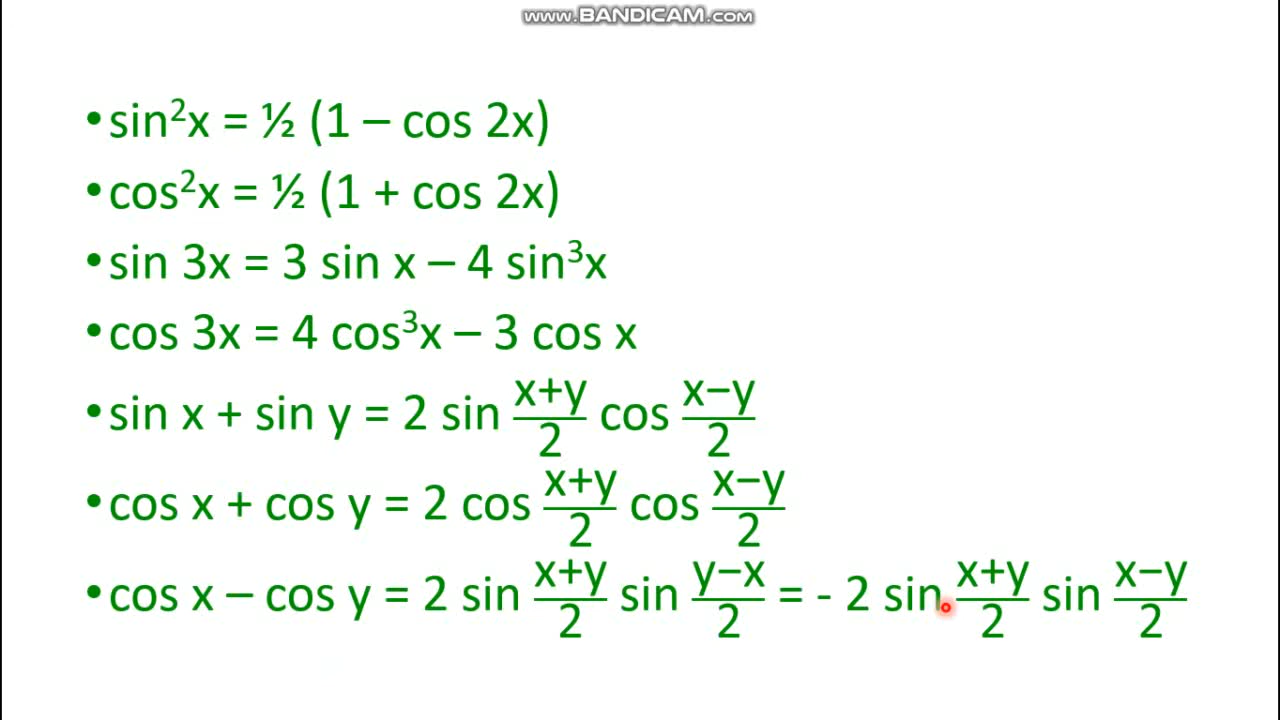 www.BANDICAM.com
•sin²x = ½ (1 – cos 2x)
•cos²x = ½ (1 + cos 2x)
•sin 3x = 3 sin x – 4 sin³x
•cos 3x = 4 cos³x – 3 cos x
•sin x + sin y = 2 sin (x+y)/2 cos (x−y)/2
•cos x + cos y = 2 cos (x+y)/2 cos (x−y)/2
•cos x – cos y = 2 sin (x+y)/2 sin (y−x)/2 = - 2 sin (x+y)/2 sin (x−y)/2